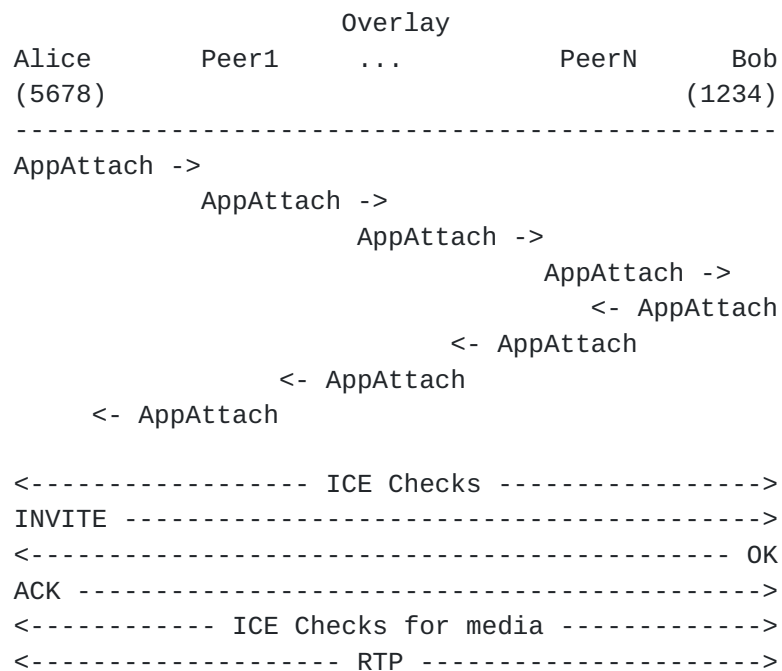 Overlay
Alice       Peer1     ...          PeerN      Bob
(5678)                                     (1234)
-------------------------------------------------
AppAttach ->
            AppAttach ->
                      AppAttach ->
                                  AppAttach ->
                                     <- AppAttach
                            <- AppAttach
                 <- AppAttach
     <- AppAttach

<------------------ ICE Checks ----------------->
INVITE ----------------------------------------->
<--------------------------------------------- OK
ACK -------------------------------------------->
<------------ ICE Checks for media ------------->
<-------------------- RTP ---------------------->